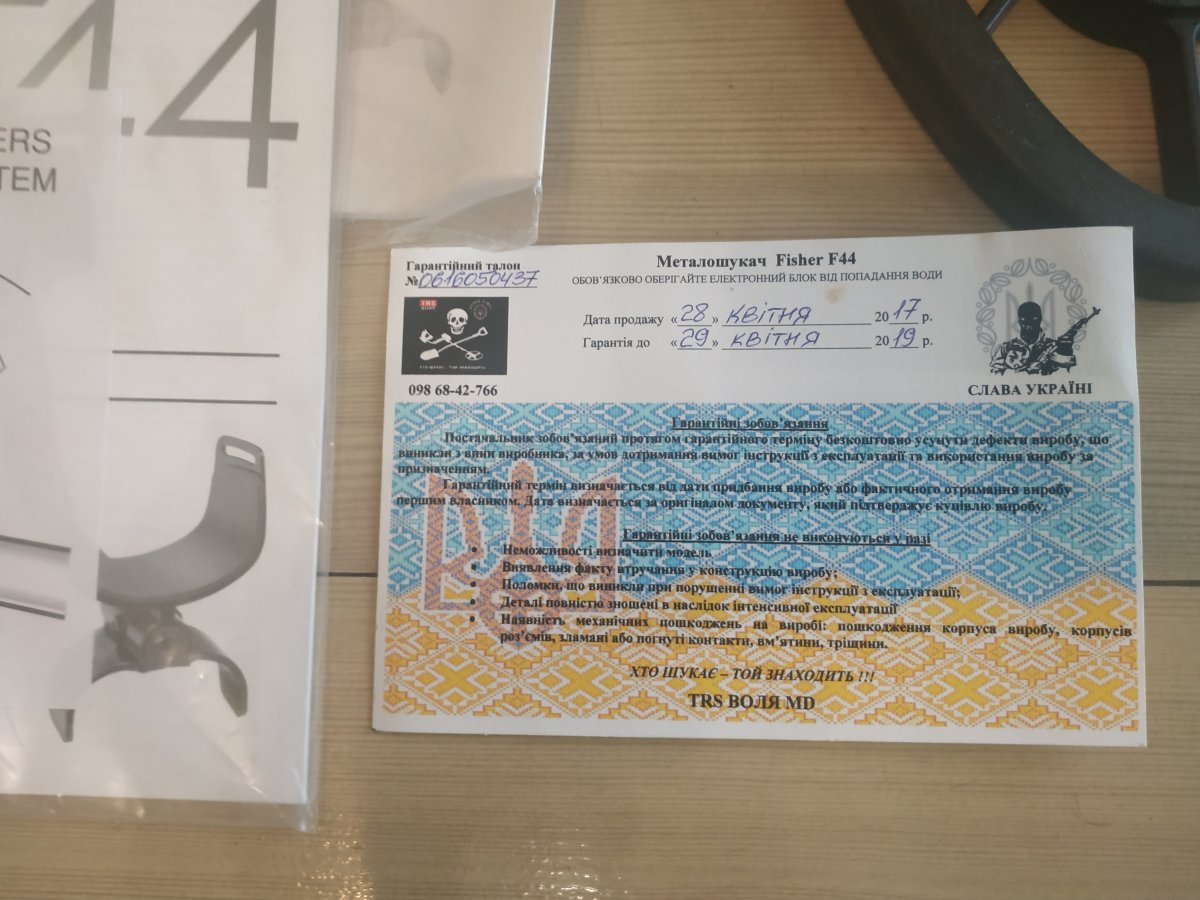 44
ERS
TEM
Гарантійний талон
№0616050437
TRS
ХТО ШУКАЄ ТОЙ ЗНАХОДИТЬ
098 68-42-766
Металошукач Fisher F44
ОБОВ'ЯЗКОВО ОБЕРІГАЙТЕ ЕЛЕКТРОННИЙ БЛОК ВІД ПОПАДАННЯ ВОДИ
Дата продажу «28» КВІТНЯ 2017 р.
Гарантія до «29» КВІТНЯ 2019 р.
СЛАВА УКРАЇНІ
Гарантійні зобов'язання
Постачальник зобов'язаний протягом гарантійного терміну безкоштовно усунути дефекти виробу, що
виникли з вини виробника, за умов дотримання вимог інструкції з експлуатації та використання виробу за
призначенням.
Гарантійний термін визначається від дати придбання виробу або фактичного отримання виробу
першим власником. Дата визначається за оригіналом документу, який підтверджує купівлю виробу.
Гарантійні зобов'язання не виконуються у разі
• Неможливості визначити модель
• Виявлення факту втручання у конструкцію виробу;
• Поломки, що виникли при порушенні вимог інструкції з експлуатації;
• Деталі повністю зношені в наслідок інтенсивної експлуатації
• Наявність механічних пошкоджень на виробі: пошкодження корпуса виробу, корпусів
роз'ємів, зламані або погнуті контакти, вм'ятини, тріщини.
ХТО ШУКАЄ – ТОЙ ЗНАХОДИТЬ !!!
TRS ВОЛЯ MD